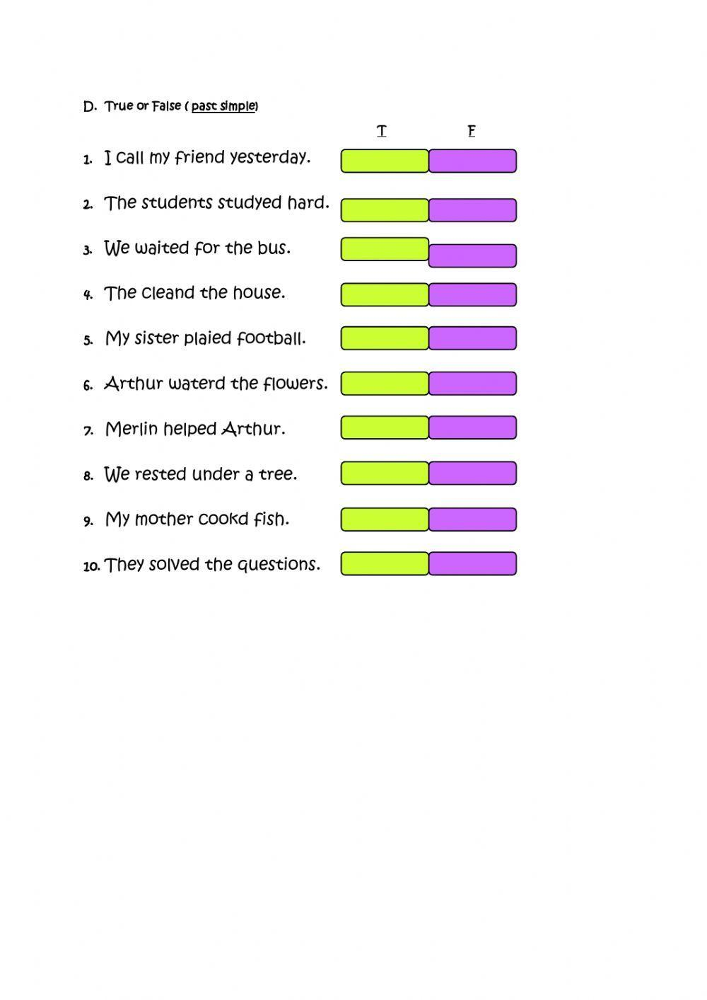 D. True or False ( past simple)
T F
1. I call my friend yesterday.
2. The students studyed hard.
3. We waited for the bus.
4. The cleand the house.
5. My sister plaied football.
6. Arthur waterd the flowers.
7. Merlin helped Arthur.
8. We rested under a tree.
9. My mother cookd fish.
10. They solved the questions.